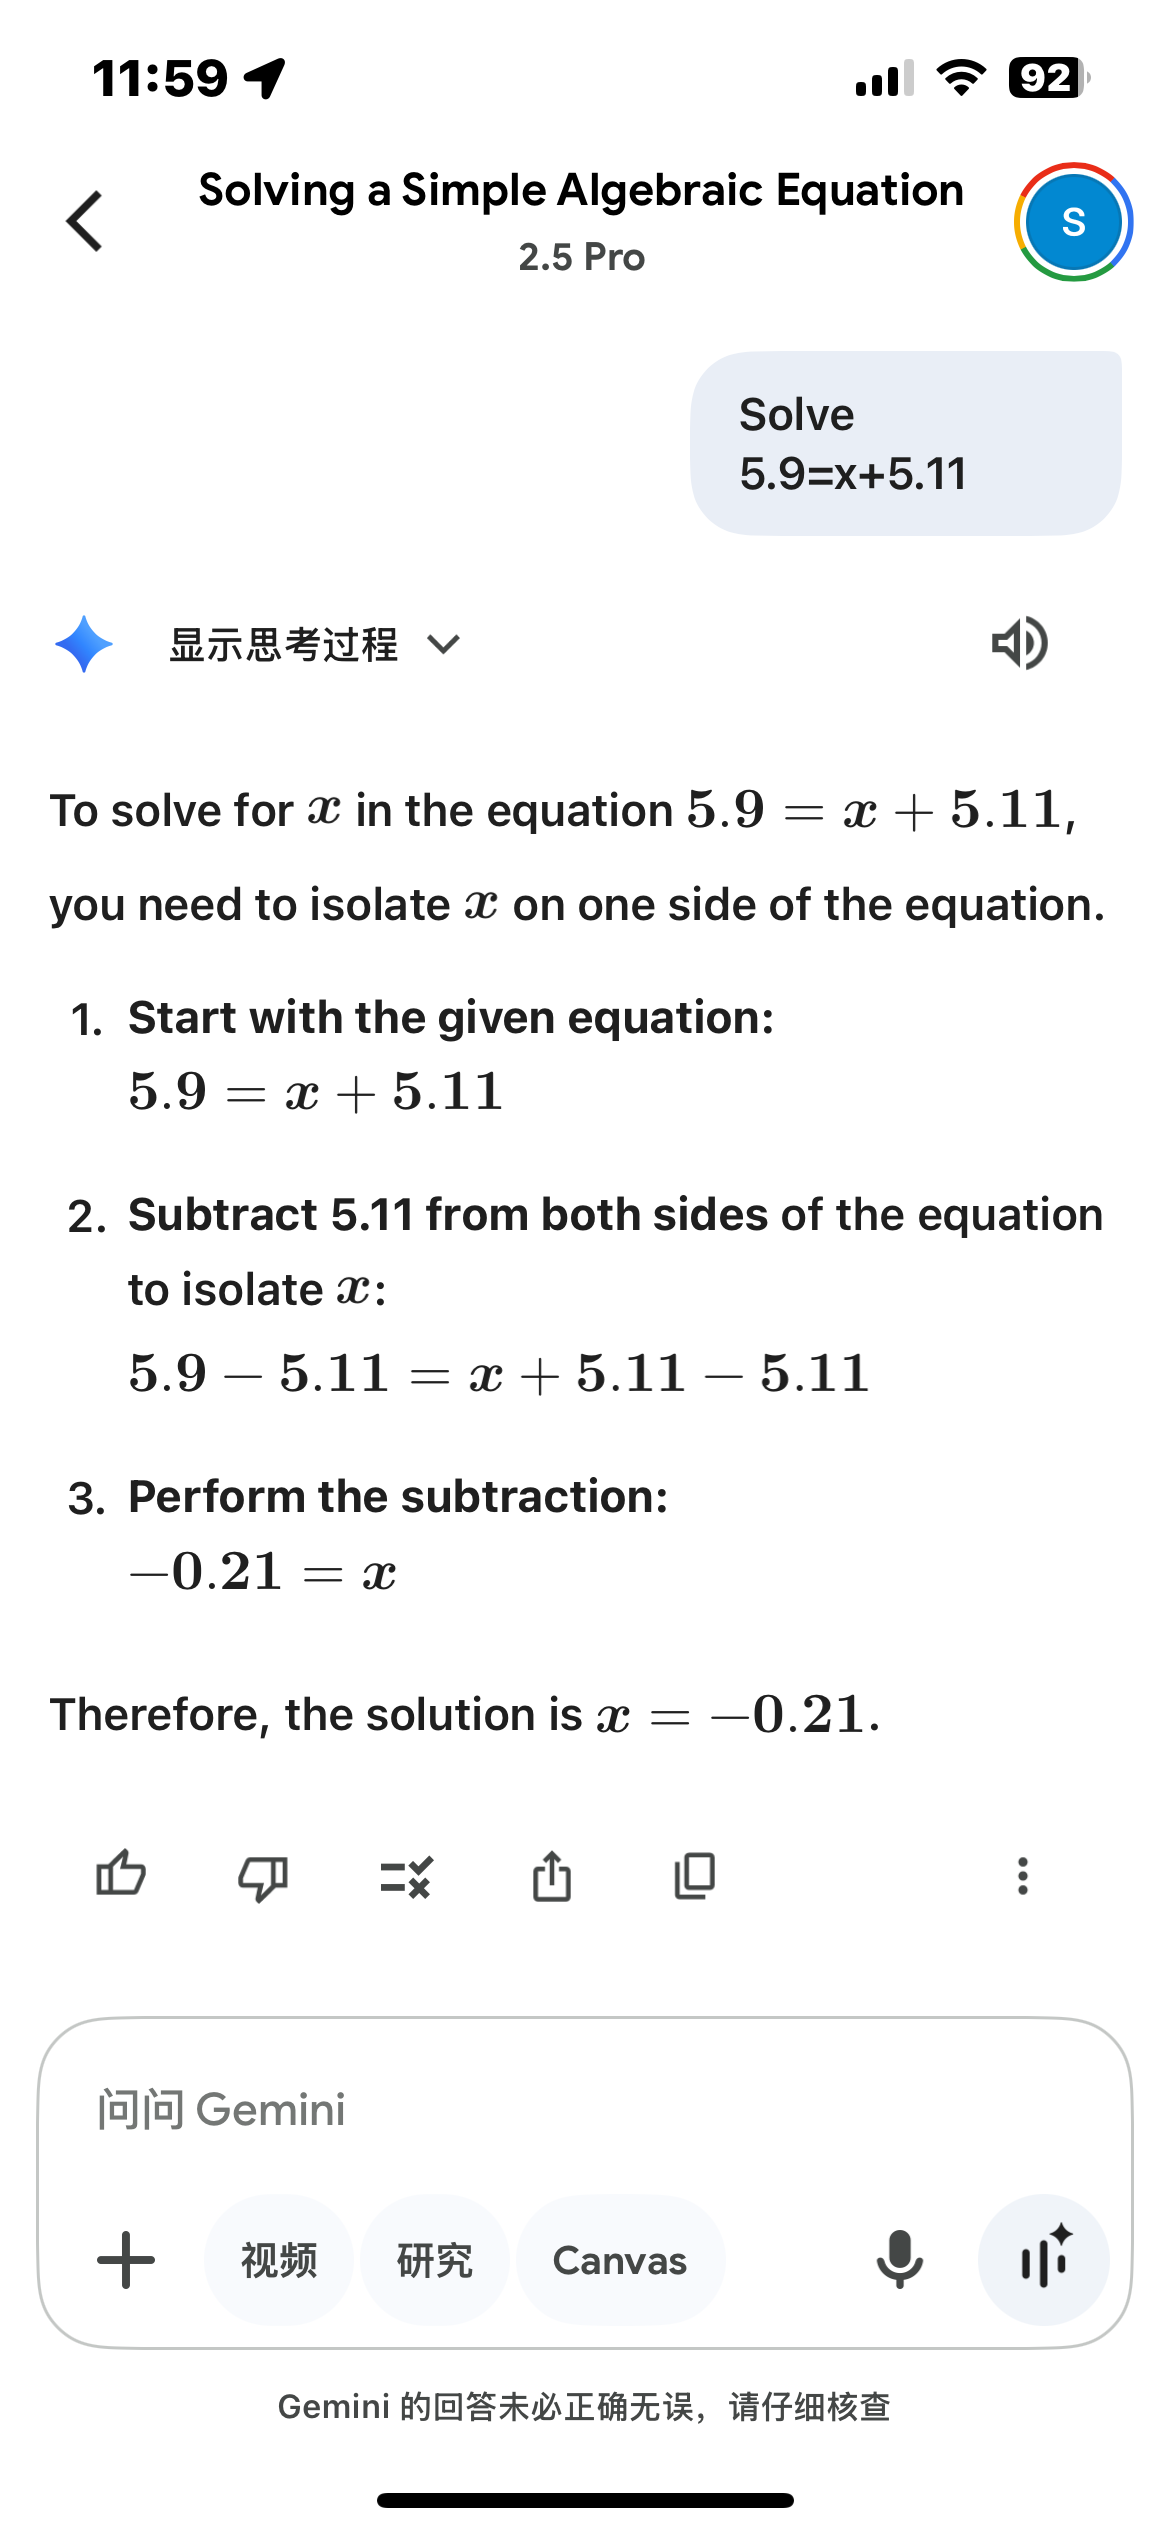 11:59
92
Solving a Simple Algebraic Equation
2.5 Pro
S
Solve
5.9=x+5.11
显示思考过程
To solve for x in the equation 5.9 = x + 5.11,
you need to isolate x on one side of the equation.
1. Start with the given equation:
5.9 = x + 5.11
2. Subtract 5.11 from both sides of the equation
to isolate x:
5.9 − 5.11 = x + 5.11 − 5.11
3. Perform the subtraction:
−0.21 = x
Therefore, the solution is x = −0.21.
问问 Gemini
视频 研究 Canvas
Gemini 的回答未必正确无误，请仔细核查